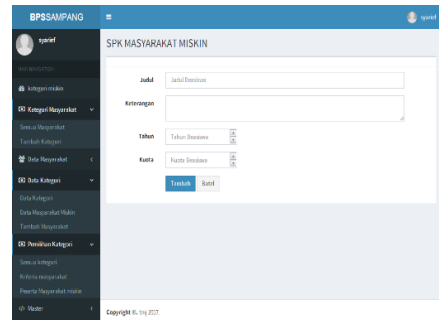 BPSSAMPANG
syarief
syarief
SPK MASYARAKAT MISKIN
MAIN NAVIGATION
kategori miskin
Kategori Masyarakat
Semua Masyarakat
Tambah Kategori
Data Masyarakat
Data Kategori
Data Kategori
Data Masyarakat Miskin
Tambah Masyarakat
Pemilihan Kategori
Semua kategori
Kriteria masyarakat
Peserta Masyarakat miskin
Master
Judul
Judul Beasiswa
Keterangan
Tahun
Tahun Beasiswa
Kuota
Kuota Beasiswa
Tambah
Batal
Copyright ©. 2017.